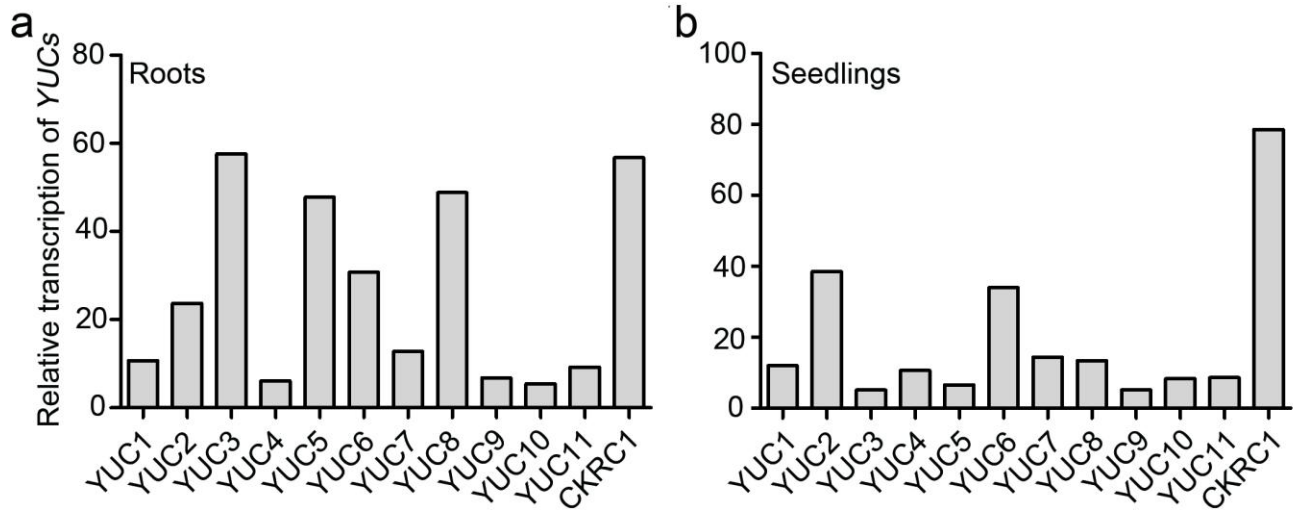 a
Relative transcription of YUCs
80
60
40
20
0
Roots
YUC1
YUC2
YUC3
YUC4
YUC5
YUC6
YUC7
YUC8
YUC9
YUC10
YUC11
CKRC1
b
100
80
60
40
20
0
Seedlings
YUC1
YUC2
YUC3
YUC4
YUC5
YUC6
YUC7
YUC8
YUC9
YUC10
YUC11
CKRC1